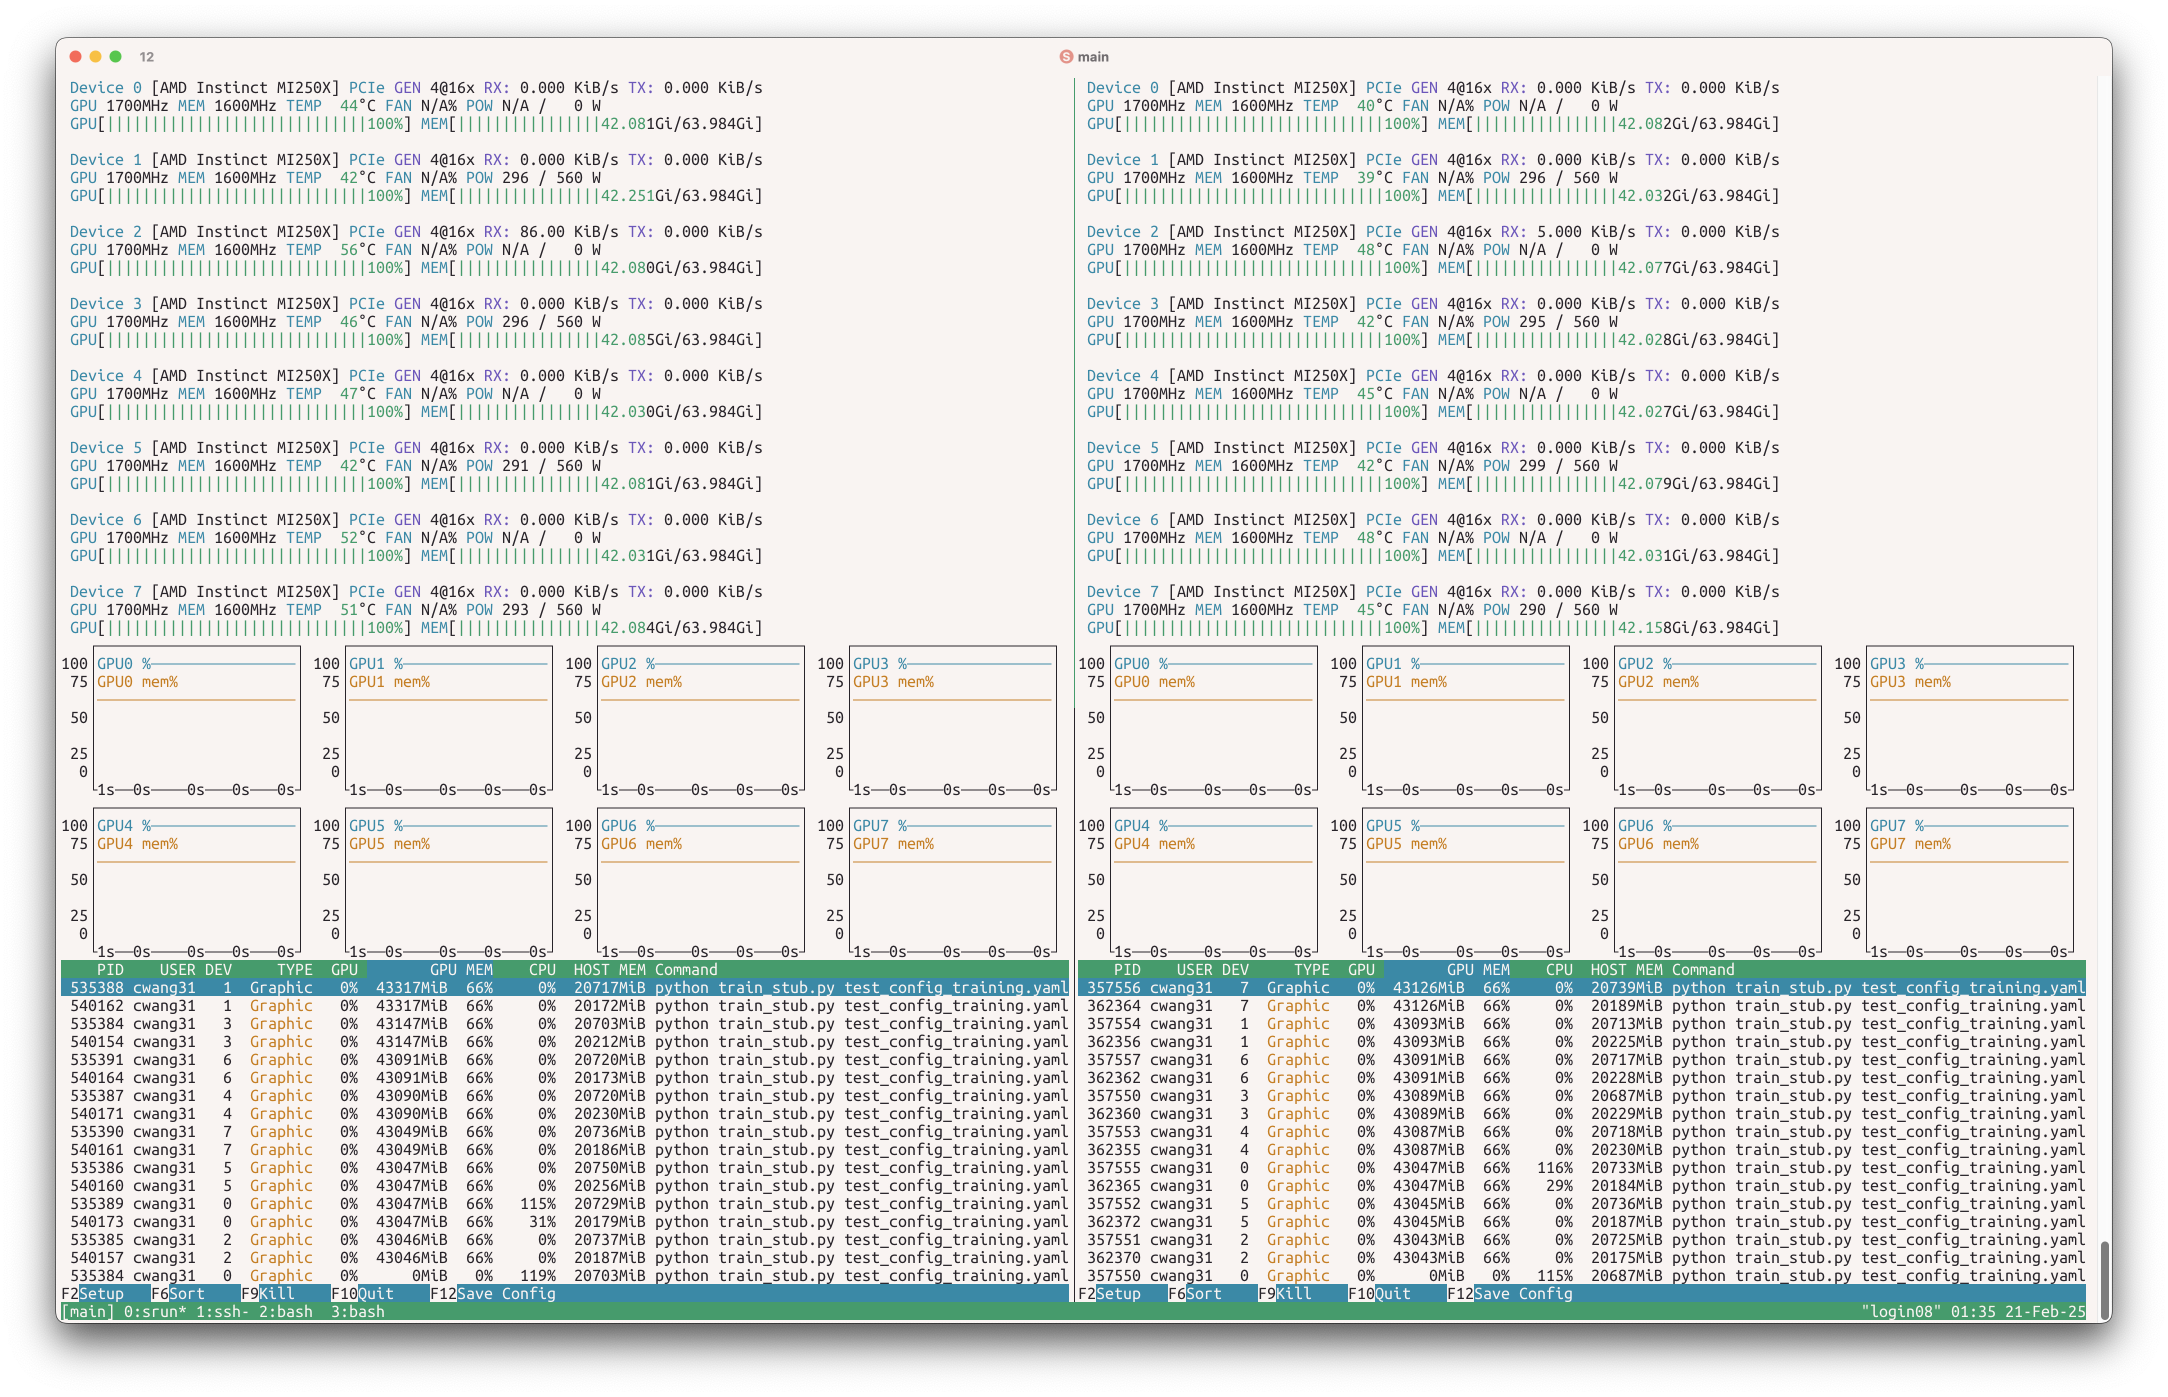 12
main
Device 0 [AMD Instinct MI250X] PCIe GEN 4@16x RX: 0.000 KiB/s TX: 0.000 KiB/s
GPU 1700MHz MEM 1600MHz TEMP  44°C FAN N/A% POW N/A /   0 W
GPU[|||||||||||||||||||||||||||||100%] MEM[||||||||||||||||42.081Gi/63.984Gi]
Device 1 [AMD Instinct MI250X] PCIe GEN 4@16x RX: 0.000 KiB/s TX: 0.000 KiB/s
GPU 1700MHz MEM 1600MHz TEMP  42°C FAN N/A% POW 296 / 560 W
GPU[|||||||||||||||||||||||||||||100%] MEM[||||||||||||||||42.251Gi/63.984Gi]
Device 2 [AMD Instinct MI250X] PCIe GEN 4@16x RX: 86.00 KiB/s TX: 0.000 KiB/s
GPU 1700MHz MEM 1600MHz TEMP  56°C FAN N/A% POW N/A /   0 W
GPU[|||||||||||||||||||||||||||||100%] MEM[||||||||||||||||42.080Gi/63.984Gi]
Device 3 [AMD Instinct MI250X] PCIe GEN 4@16x RX: 0.000 KiB/s TX: 0.000 KiB/s
GPU 1700MHz MEM 1600MHz TEMP  46°C FAN N/A% POW 296 / 560 W
GPU[|||||||||||||||||||||||||||||100%] MEM[||||||||||||||||42.085Gi/63.984Gi]
Device 4 [AMD Instinct MI250X] PCIe GEN 4@16x RX: 0.000 KiB/s TX: 0.000 KiB/s
GPU 1700MHz MEM 1600MHz TEMP  47°C FAN N/A% POW N/A /   0 W
GPU[|||||||||||||||||||||||||||||100%] MEM[||||||||||||||||42.030Gi/63.984Gi]
Device 5 [AMD Instinct MI250X] PCIe GEN 4@16x RX: 0.000 KiB/s TX: 0.000 KiB/s
GPU 1700MHz MEM 1600MHz TEMP  42°C FAN N/A% POW 291 / 560 W
GPU[|||||||||||||||||||||||||||||100%] MEM[||||||||||||||||42.081Gi/63.984Gi]
Device 6 [AMD Instinct MI250X] PCIe GEN 4@16x RX: 0.000 KiB/s TX: 0.000 KiB/s
GPU 1700MHz MEM 1600MHz TEMP  52°C FAN N/A% POW N/A /   0 W
GPU[|||||||||||||||||||||||||||||100%] MEM[||||||||||||||||42.031Gi/63.984Gi]
Device 7 [AMD Instinct MI250X] PCIe GEN 4@16x RX: 0.000 KiB/s TX: 0.000 KiB/s
GPU 1700MHz MEM 1600MHz TEMP  51°C FAN N/A% POW 293 / 560 W
GPU[|||||||||||||||||||||||||||||100%] MEM[||||||||||||||||42.084Gi/63.984Gi]
100 GPU0 % 100 GPU1 % 100 GPU2 % 100 GPU3 %
75 GPU0 mem% 75 GPU1 mem% 75 GPU2 mem% 75 GPU3 mem%
50 50 50 50
25 25 25 25
0 0 0 0
1s 0s 0s 0s 0s 1s 0s 0s 0s 0s 1s 0s 0s 0s 0s 1s 0s 0s 0s 0s
100 GPU4 % 100 GPU5 % 100 GPU6 % 100 GPU7 %
75 GPU4 mem% 75 GPU5 mem% 75 GPU6 mem% 75 GPU7 mem%
50 50 50 50
25 25 25 25
0 0 0 0
1s 0s 0s 0s 0s 1s 0s 0s 0s 0s 1s 0s 0s 0s 0s 1s 0s 0s 0s 0s
PID USER DEV TYPE GPU GPU MEM CPU HOST MEM Command
535388 cwang31 1 Graphic 0% 43317MiB 66% 0% 20717MiB python train_stub.py test_config_training.yaml
540162 cwang31 1 Graphic 0% 43317MiB 66% 0% 20172MiB python train_stub.py test_config_training.yaml
535384 cwang31 3 Graphic 0% 43147MiB 66% 0% 20703MiB python train_stub.py test_config_training.yaml
540154 cwang31 3 Graphic 0% 43147MiB 66% 0% 20212MiB python train_stub.py test_config_training.yaml
535391 cwang31 6 Graphic 0% 43091MiB 66% 0% 20720MiB python train_stub.py test_config_training.yaml
540164 cwang31 6 Graphic 0% 43091MiB 66% 0% 20173MiB python train_stub.py test_config_training.yaml
535387 cwang31 4 Graphic 0% 43090MiB 66% 0% 20720MiB python train_stub.py test_config_training.yaml
540171 cwang31 4 Graphic 0% 43090MiB 66% 0% 20230MiB python train_stub.py test_config_training.yaml
535390 cwang31 7 Graphic 0% 43049MiB 66% 0% 20736MiB python train_stub.py test_config_training.yaml
540161 cwang31 7 Graphic 0% 43049MiB 66% 0% 20186MiB python train_stub.py test_config_training.yaml
535386 cwang31 5 Graphic 0% 43047MiB 66% 0% 20750MiB python train_stub.py test_config_training.yaml
540160 cwang31 5 Graphic 0% 43047MiB 66% 0% 20256MiB python train_stub.py test_config_training.yaml
535389 cwang31 0 Graphic 0% 43047MiB 66% 115% 20729MiB python train_stub.py test_config_training.yaml
540173 cwang31 0 Graphic 0% 43047MiB 66% 31% 20179MiB python train_stub.py test_config_training.yaml
535385 cwang31 2 Graphic 0% 43046MiB 66% 0% 20737MiB python train_stub.py test_config_training.yaml
540157 cwang31 2 Graphic 0% 43046MiB 66% 0% 20187MiB python train_stub.py test_config_training.yaml
535384 cwang31 0 Graphic 0% 0MiB 0% 119% 20703MiB python train_stub.py test_config_training.yaml
F2Setup F6Sort F9Kill F10Quit F12Save Config
Device 0 [AMD Instinct MI250X] PCIe GEN 4@16x RX: 0.000 KiB/s TX: 0.000 KiB/s
GPU 1700MHz MEM 1600MHz TEMP  40°C FAN N/A% POW N/A /   0 W
GPU[|||||||||||||||||||||||||||||100%] MEM[||||||||||||||||42.082Gi/63.984Gi]
Device 1 [AMD Instinct MI250X] PCIe GEN 4@16x RX: 0.000 KiB/s TX: 0.000 KiB/s
GPU 1700MHz MEM 1600MHz TEMP  39°C FAN N/A% POW 296 / 560 W
GPU[|||||||||||||||||||||||||||||100%] MEM[||||||||||||||||42.032Gi/63.984Gi]
Device 2 [AMD Instinct MI250X] PCIe GEN 4@16x RX: 5.000 KiB/s TX: 0.000 KiB/s
GPU 1700MHz MEM 1600MHz TEMP  48°C FAN N/A% POW N/A /   0 W
GPU[|||||||||||||||||||||||||||||100%] MEM[||||||||||||||||42.077Gi/63.984Gi]
Device 3 [AMD Instinct MI250X] PCIe GEN 4@16x RX: 0.000 KiB/s TX: 0.000 KiB/s
GPU 1700MHz MEM 1600MHz TEMP  42°C FAN N/A% POW 295 / 560 W
GPU[|||||||||||||||||||||||||||||100%] MEM[||||||||||||||||42.028Gi/63.984Gi]
Device 4 [AMD Instinct MI250X] PCIe GEN 4@16x RX: 0.000 KiB/s TX: 0.000 KiB/s
GPU 1700MHz MEM 1600MHz TEMP  45°C FAN N/A% POW N/A /   0 W
GPU[|||||||||||||||||||||||||||||100%] MEM[||||||||||||||||42.027Gi/63.984Gi]
Device 5 [AMD Instinct MI250X] PCIe GEN 4@16x RX: 0.000 KiB/s TX: 0.000 KiB/s
GPU 1700MHz MEM 1600MHz TEMP  42°C FAN N/A% POW 299 / 560 W
GPU[|||||||||||||||||||||||||||||100%] MEM[||||||||||||||||42.079Gi/63.984Gi]
Device 6 [AMD Instinct MI250X] PCIe GEN 4@16x RX: 0.000 KiB/s TX: 0.000 KiB/s
GPU 1700MHz MEM 1600MHz TEMP  48°C FAN N/A% POW N/A /   0 W
GPU[|||||||||||||||||||||||||||||100%] MEM[||||||||||||||||42.031Gi/63.984Gi]
Device 7 [AMD Instinct MI250X] PCIe GEN 4@16x RX: 0.000 KiB/s TX: 0.000 KiB/s
GPU 1700MHz MEM 1600MHz TEMP  45°C FAN N/A% POW 290 / 560 W
GPU[|||||||||||||||||||||||||||||100%] MEM[||||||||||||||||42.158Gi/63.984Gi]
100 GPU0 % 100 GPU1 % 100 GPU2 % 100 GPU3 %
75 GPU0 mem% 75 GPU1 mem% 75 GPU2 mem% 75 GPU3 mem%
50 50 50 50
25 25 25 25
0 0 0 0
1s 0s 0s 0s 0s 1s 0s 0s 0s 0s 1s 0s 0s 0s 0s 1s 0s 0s 0s 0s
100 GPU4 % 100 GPU5 % 100 GPU6 % 100 GPU7 %
75 GPU4 mem% 75 GPU5 mem% 75 GPU6 mem% 75 GPU7 mem%
50 50 50 50
25 25 25 25
0 0 0 0
1s 0s 0s 0s 0s 1s 0s 0s 0s 0s 1s 0s 0s 0s 0s 1s 0s 0s 0s 0s
PID USER DEV TYPE GPU GPU MEM CPU HOST MEM Command
357556 cwang31 7 Graphic 0% 43126MiB 66% 0% 20739MiB python train_stub.py test_config_training.yaml
362364 cwang31 7 Graphic 0% 43126MiB 66% 0% 20189MiB python train_stub.py test_config_training.yaml
357554 cwang31 1 Graphic 0% 43093MiB 66% 0% 20713MiB python train_stub.py test_config_training.yaml
362356 cwang31 1 Graphic 0% 43093MiB 66% 0% 20225MiB python train_stub.py test_config_training.yaml
357557 cwang31 6 Graphic 0% 43091MiB 66% 0% 20717MiB python train_stub.py test_config_training.yaml
362362 cwang31 6 Graphic 0% 43091MiB 66% 0% 20228MiB python train_stub.py test_config_training.yaml
357550 cwang31 3 Graphic 0% 43089MiB 66% 0% 20687MiB python train_stub.py test_config_training.yaml
362360 cwang31 3 Graphic 0% 43089MiB 66% 0% 20229MiB python train_stub.py test_config_training.yaml
357553 cwang31 4 Graphic 0% 43087MiB 66% 0% 20718MiB python train_stub.py test_config_training.yaml
362355 cwang31 4 Graphic 0% 43087MiB 66% 0% 20230MiB python train_stub.py test_config_training.yaml
357555 cwang31 0 Graphic 0% 43047MiB 66% 116% 20733MiB python train_stub.py test_config_training.yaml
362365 cwang31 0 Graphic 0% 43047MiB 66% 29% 20184MiB python train_stub.py test_config_training.yaml
357552 cwang31 5 Graphic 0% 43045MiB 66% 0% 20736MiB python train_stub.py test_config_training.yaml
362372 cwang31 5 Graphic 0% 43045MiB 66% 0% 20187MiB python train_stub.py test_config_training.yaml
357551 cwang31 2 Graphic 0% 43043MiB 66% 0% 20725MiB python train_stub.py test_config_training.yaml
362370 cwang31 2 Graphic 0% 43043MiB 66% 0% 20175MiB python train_stub.py test_config_training.yaml
357550 cwang31 0 Graphic 0% 0MiB 0% 115% 20687MiB python train_stub.py test_config_training.yaml
F2Setup F6Sort F9Kill F10Quit F12Save Config
[main] 0:srun* 1:ssh- 2:bash  3:bash "login08" 01:35 21-Feb-25